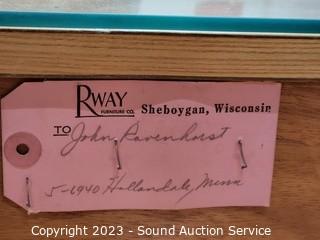 RWAY
FURNITURE CO. Sheboygan, Wisconsin
TO John Ravenhorst
5-1940 Hollandale, Minn
Copyright 2023 - Sound Auction Service